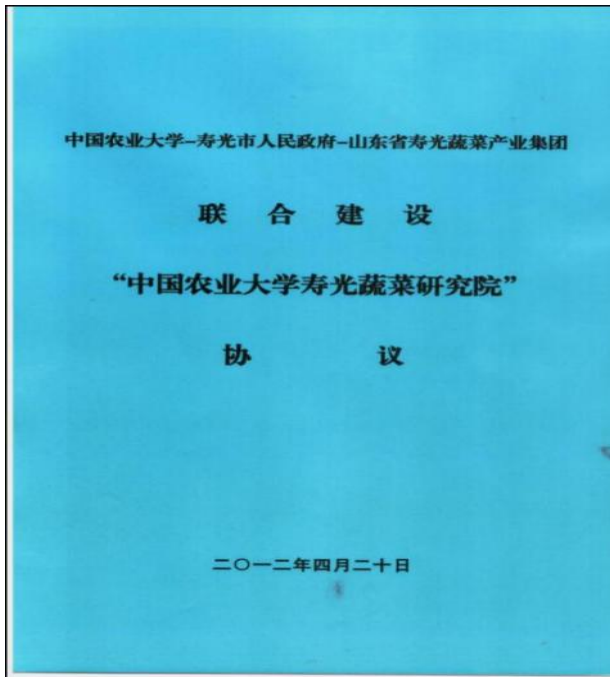 中国农业大学-寿光市人民政府-山东省寿光蔬菜产业集团
联合建设
“中国农业大学寿光蔬菜研究院”
协议
二〇一二年四月二十日